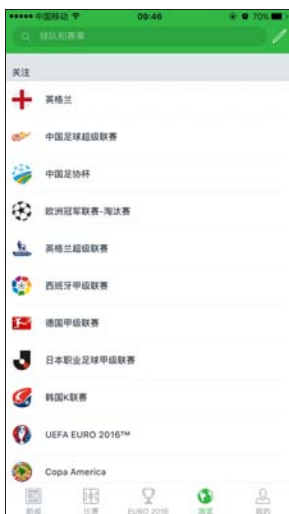 中国移动 09:46 70%
球队和赛事
关注
英格兰
中国足球超级联赛
中国足协杯
欧洲冠军联赛-淘汰赛
英格兰超级联赛
西班牙甲级联赛
德国甲级联赛
日本职业足球甲级联赛
韩国K联赛
UEFA EURO 2016™
Copa America
新闻 比赛 EURO 2016 浏览 我的